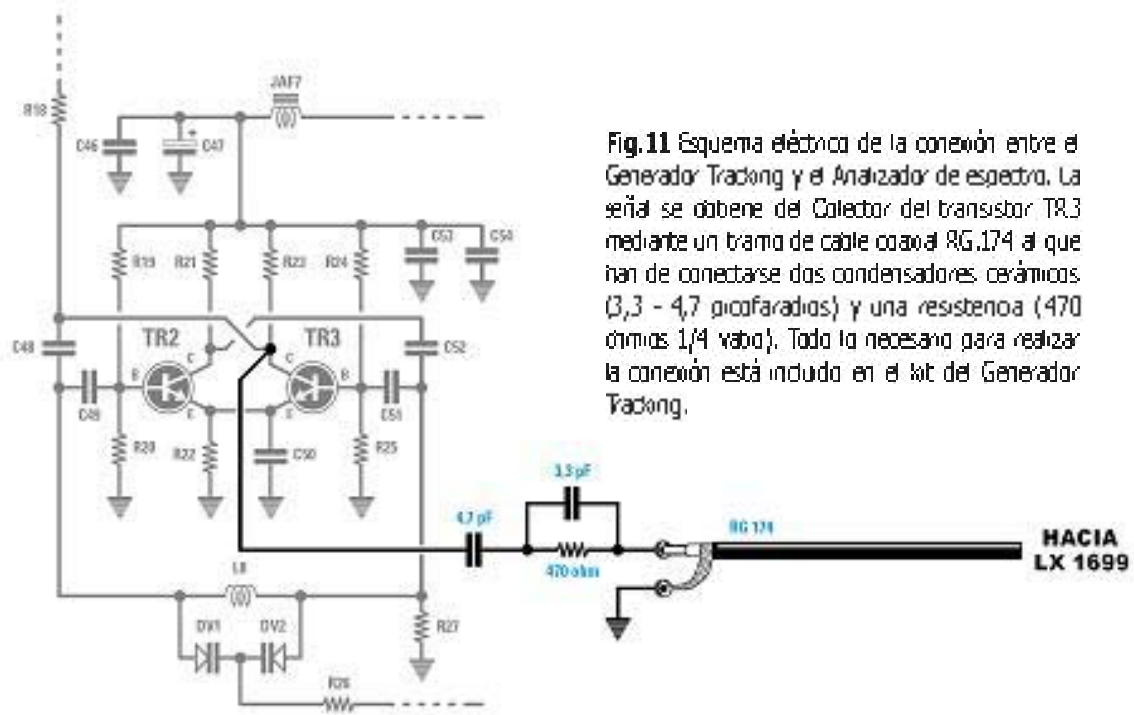 R18
JAF7
C46
C47
Fig.11 Esquema eléctrico de la conexión entre el
Generador Tracking y el Analizador de espectro. La
señal se obtiene del Colector del transistor TR3
mediante un tramo de cable coaxial RG.174 al que
han de conectarse dos condensadores cerámicos
(3,3 - 4,7 picofaradios) y una resistencia (470
ohmios 1/4 vatio). Todo lo necesario para realizar
la conexión está incluido en el kit del Generador
Tracking.
R19
R21
R23
R24
C53
C54
C48
TR2
TR3
C52
C
C
B
B
C49
C51
E
E
R20
R22
C50
R25
3,3 pF
4,7 pF
470 ohm
RG 174
HACIA
LX 1699
L8
DV1
DV2
R27
R26